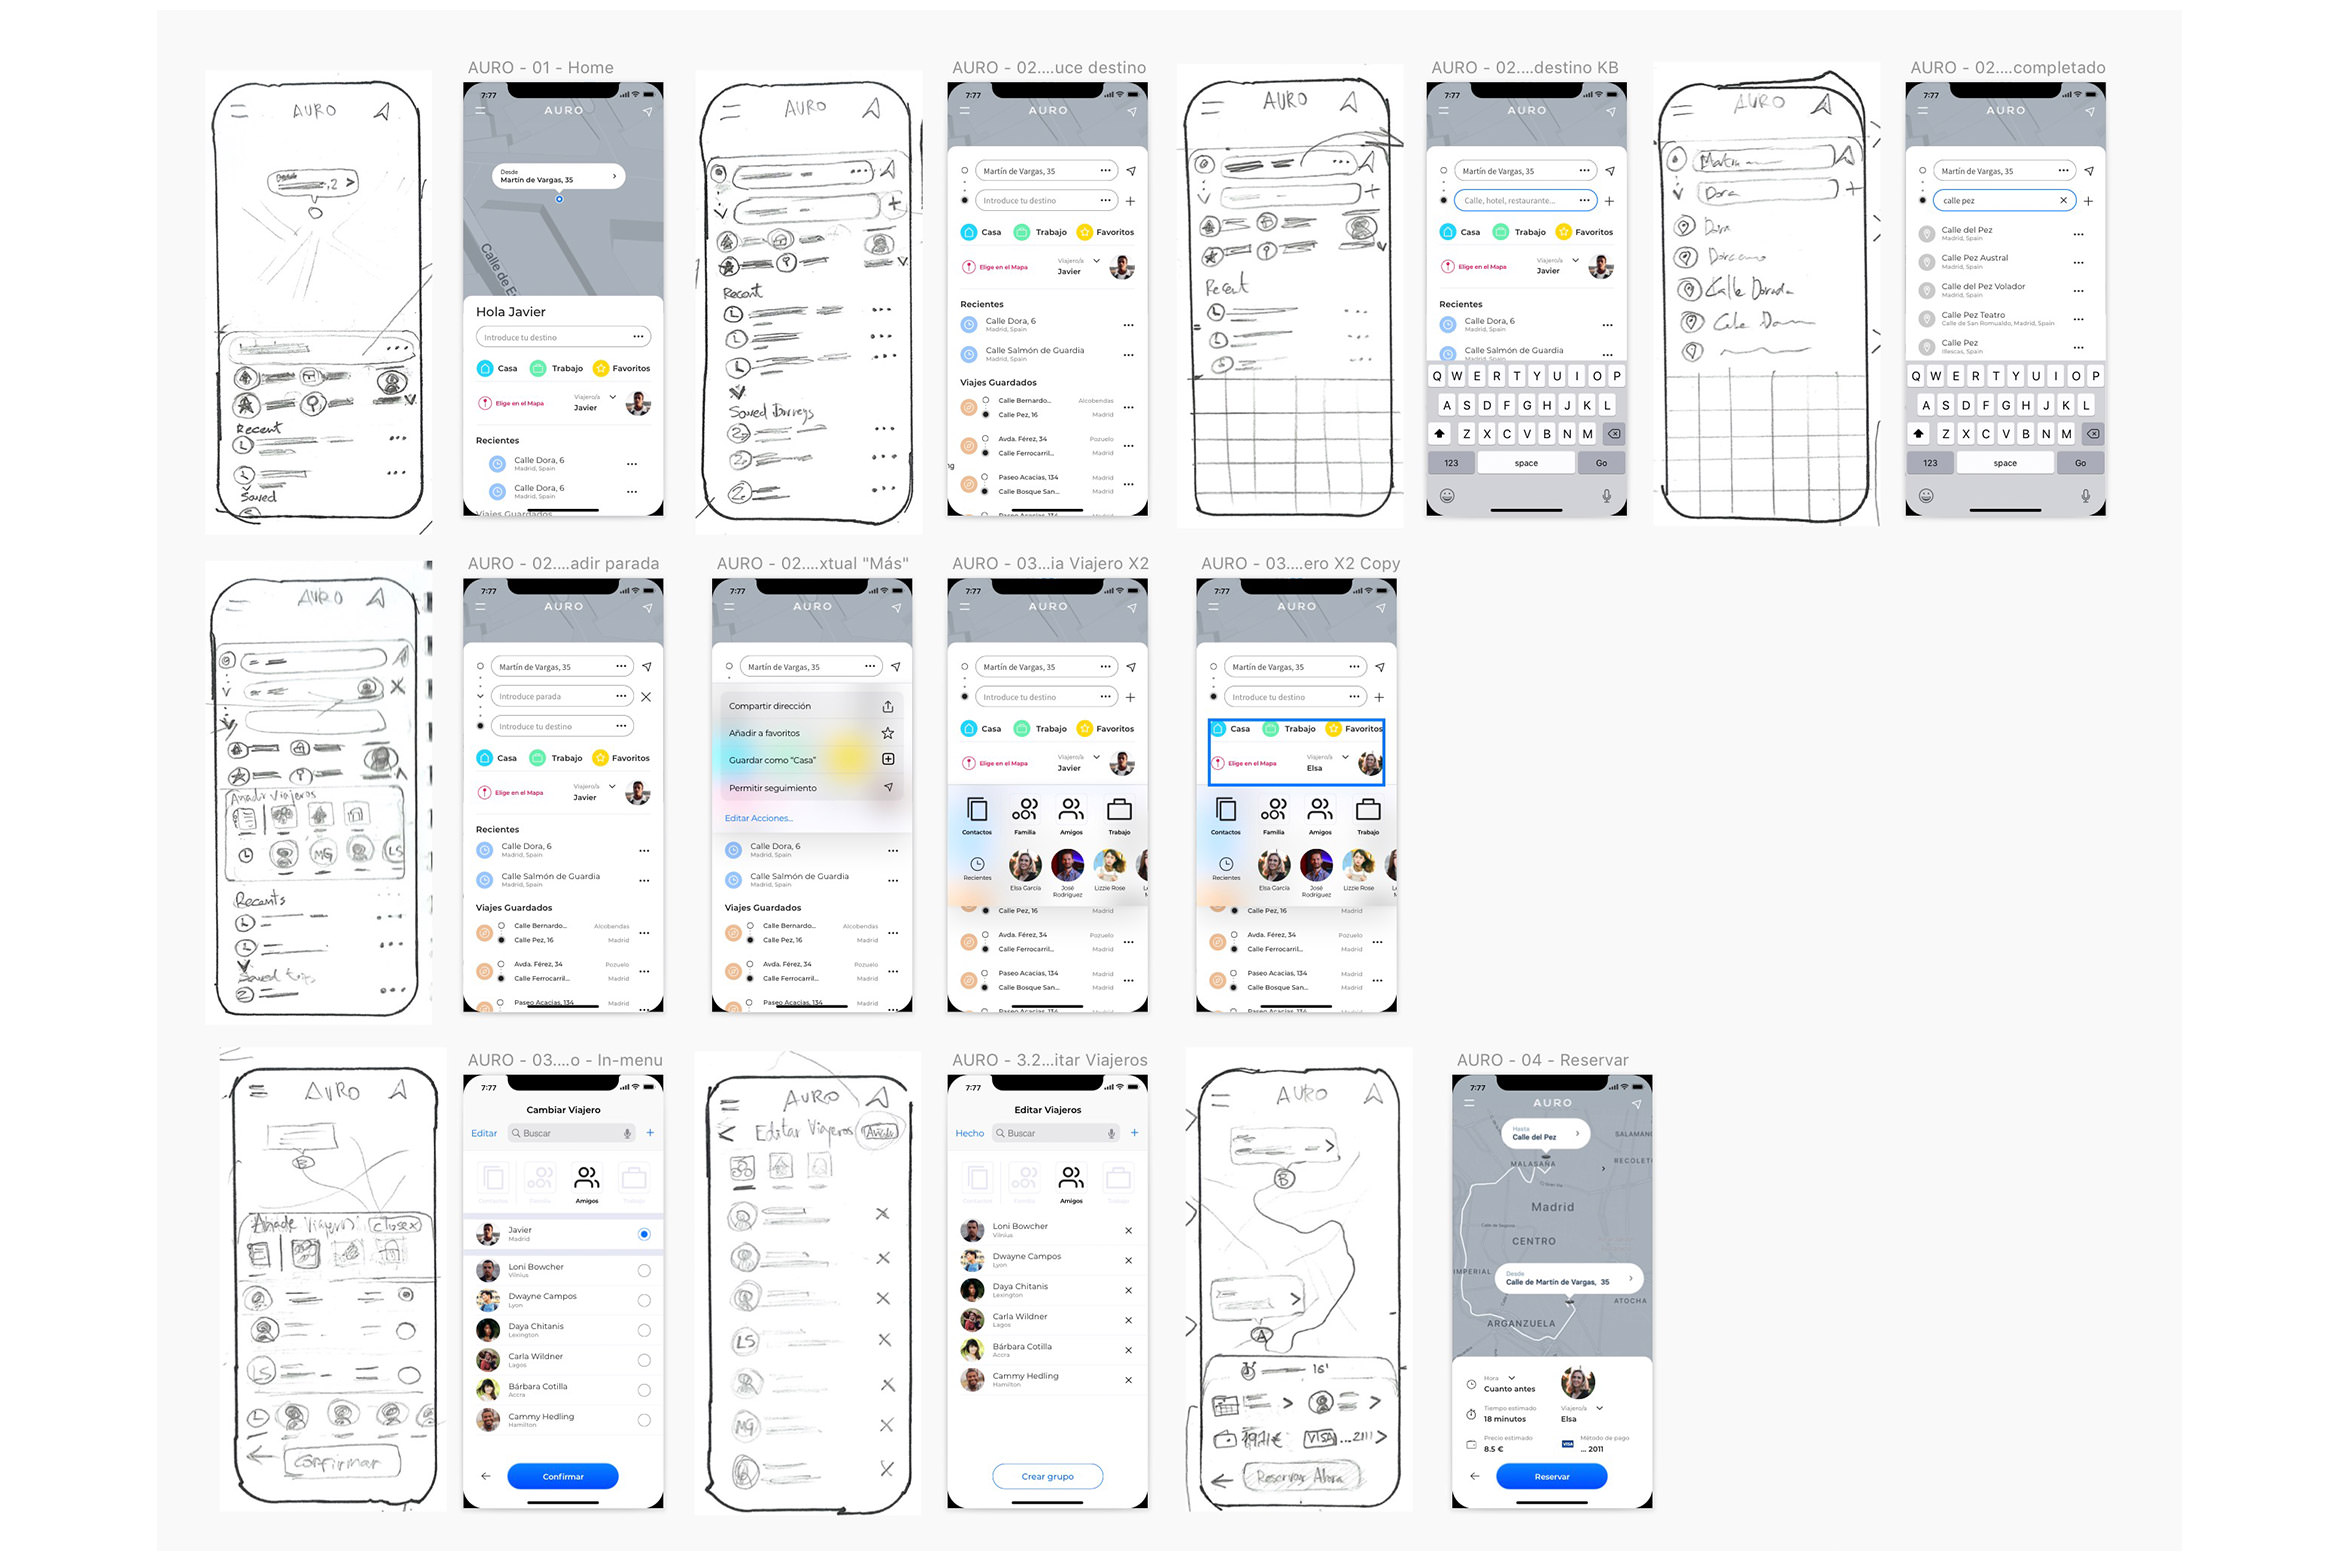 AURO - 01 - Home
AURO - 02....uce destino
AURO - 02....destino KB
AURO - 02....completado
AURO
Recent
Saved
7:77
AURO
Desde
Martín de Vargas, 35
Calle de E
Hola Javier
Introduce tu destino
Casa
Trabajo
Favoritos
Elige en el Mapa
Viajero/a
Javier
Recientes
Calle Dora, 6
Madrid, Spain
Calle Dora, 6
Madrid, Spain
Viajes Guardados
AURO
Recent
7:77
AURO
Martín de Vargas, 35
Introduce tu destino
Casa
Trabajo
Favoritos
Elige en el Mapa
Viajero/a
Javier
Recientes
Calle Dora, 6
Madrid, Spain
Calle Salmón de Guardia
Madrid, Spain
Viajes Guardados
Calle Bernardo... Alcobendas
Calle Pez, 16 Madrid
Avda. Férez, 34 Pozuelo
Calle Ferrocarril... Madrid
Paseo Acacias, 134 Madrid
Calle Bosque San... Madrid
ng
AURO
Recent
7:77
AURO
Martín de Vargas, 35
Calle, hotel, restaurante...
Casa
Trabajo
Favoritos
Elige en el Mapa
Viajero/a
Javier
Recientes
Calle Dora, 6
Madrid, Spain
Calle Salmón de Guardia
Q W E R T Y U I O P
A S D F G H J K L
Z X C V B N M
123 space Go
AURO
Dora
Calle Dorada
7:77
AURO
Martín de Vargas, 35
calle pez
Calle del Pez
Madrid, Spain
Calle Pez Austral
Madrid, Spain
Calle del Pez Volador
Madrid, Spain
Calle Pez Teatro
Calle de San Romualdo, Madrid, Spain
Calle Pez
Illescas, Spain
Q W E R T Y U I O P
A S D F G H J K L
Z X C V B N M
123 space Go
AURO - 02....adir parada
AURO - 02....xtual "Más"
AURO - 03....ia Viajero X2
AURO - 03....ero X2 Copy
AURO
Añadir Viajeros
MG
LS
Recents
Saved trips
7:77
AURO
Martín de Vargas, 35
Introduce parada
Introduce tu destino
Casa
Trabajo
Favoritos
Elige en el Mapa
Viajero/a
Javier
Recientes
Calle Dora, 6
Madrid, Spain
Calle Salmón de Guardia
Madrid, Spain
Viajes Guardados
Calle Bernardo... Alcobendas
Calle Pez, 16 Madrid
Avda. Férez, 34 Pozuelo
Calle Ferrocarril... Madrid
Paseo Acacias, 134 Madrid
7:77
AURO
Martín de Vargas, 35
Compartir dirección
Añadir a favoritos
Guardar como "Casa"
Permitir seguimiento
Editar Acciones...
Calle Dora, 6
Madrid, Spain
Calle Salmón de Guardia
Madrid, Spain
Viajes Guardados
Calle Bernardo... Alcobendas
Calle Pez, 16 Madrid
Avda. Férez, 34 Pozuelo
Calle Ferrocarril... Madrid
Paseo Acacias, 134 Madrid
7:77
AURO
Martín de Vargas, 35
Introduce tu destino
Casa
Trabajo
Favoritos
Elige en el Mapa
Viajero/a
Javier
Contactos
Familia
Amigos
Trabajo
Recientes
Elsa García
José Rodríguez
Lizzie Rose
Calle Pez, 16 Madrid
Avda. Férez, 34 Pozuelo
Calle Ferrocarril... Madrid
Paseo Acacias, 134 Madrid
Calle Bosque San... Madrid
7:77
AURO
Martín de Vargas, 35
Introduce tu destino
Casa
Trabajo
Favoritos
Elige en el Mapa
Viajero/a
Elsa
Contactos
Familia
Amigos
Trabajo
Recientes
Elsa García
José Rodríguez
Lizzie Rose
Calle Pez, 16 Madrid
Avda. Férez, 34 Pozuelo
Calle Ferrocarril... Madrid
Paseo Acacias, 134 Madrid
Calle Bosque San... Madrid
AURO - 03....o - In-menu
AURO - 3.2...itar Viajeros
AURO - 04 - Reservar
AURO
B
Añade Viajeros
close x
LS
Confirmar
7:77
Cambiar Viajero
Editar
Buscar
Contactos
Amigos
Trabajo
Javier
Madrid
Loni Bowcher
Vilnius
Dwayne Campos
Lyon
Daya Chitanis
Lexington
Carla Wildner
Lagos
Bárbara Cotilla
Accra
Cammy Hedling
Hamilton
Confirmar
AURO
Editar Viajeros
Añadir
LS
MG
7:77
Editar Viajeros
Hecho
Buscar
Contactos
Amigos
Trabajo
Loni Bowcher
Vilnius
Dwayne Campos
Lyon
Daya Chitanis
Lexington
Carla Wildner
Lagos
Bárbara Cotilla
Accra
Cammy Hedling
Hamilton
Crear grupo
AURO
B
A
VISA
Reservar Ahora
7:77
AURO
Hasta
Calle del Pez
SALAMANC
MALASAÑA
RECOLET
Madrid
CENTRO
IMPERIAL
Desde
Calle de Martín de Vargas, 35
ATOCHA
ARGANZUELA
Hora
Cuanto antes
Tiempo estimado
18 minutos
Viajero/a
Elsa
Precio estimado
8.5 €
VISA
Método de pago
... 2011
Reservar